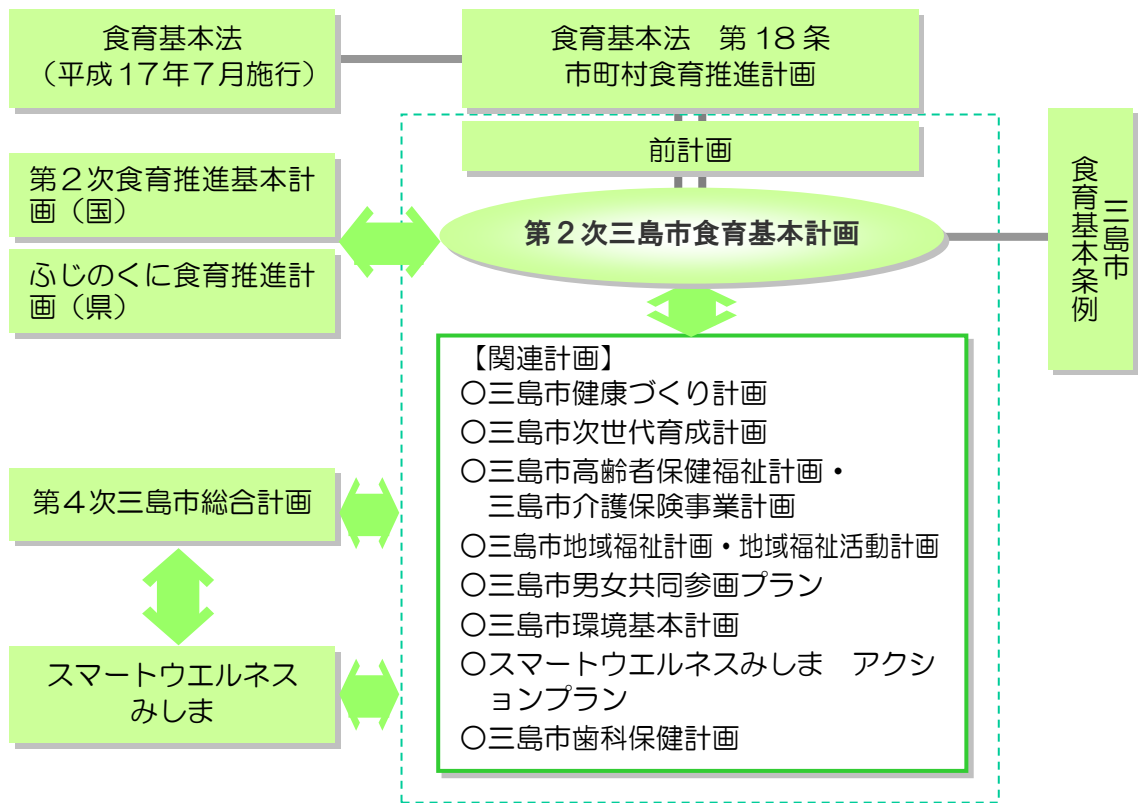 食育基本法
（平成17年7月施行）
食育基本法　第18条
市町村食育推進計画
前計画
第2次食育推進基本計
画（国）
ふじのくに食育推進計
画（県）
第2次三島市食育基本計画
三島市
食育基本条例
【関連計画】
○三島市健康づくり計画
○三島市次世代育成計画
○三島市高齢者保健福祉計画・
三島市介護保険事業計画
○三島市地域福祉計画・地域福祉活動計画
○三島市男女共同参画プラン
○三島市環境基本計画
○スマートウエルネスみしま　アクシ
ョンプラン
○三島市歯科保健計画
第4次三島市総合計画
スマートウエルネス
みしま